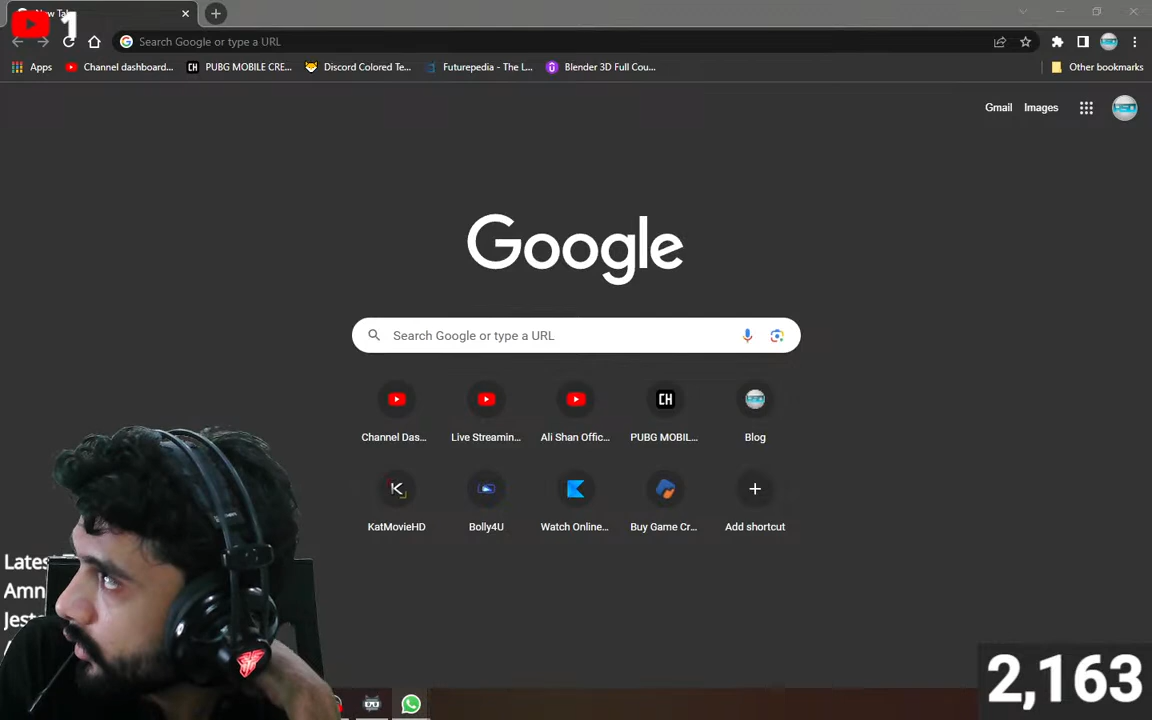 1
Search Google or type a URL
Apps
Channel dashboard...
PUBG MOBILE CRE...
Discord Colored Te...
Futurepedia - The L...
Blender 3D Full Cou...
Other bookmarks
Gmail
Images
Google
Search Google or type a URL
Channel Das...
Live Streamin...
Ali Shan Offic...
PUBG MOBIL...
Blog
KatMovieHD
Bolly4U
Watch Online...
Buy Game Cr...
Add shortcut
Lates
Amn
Jest
2,163